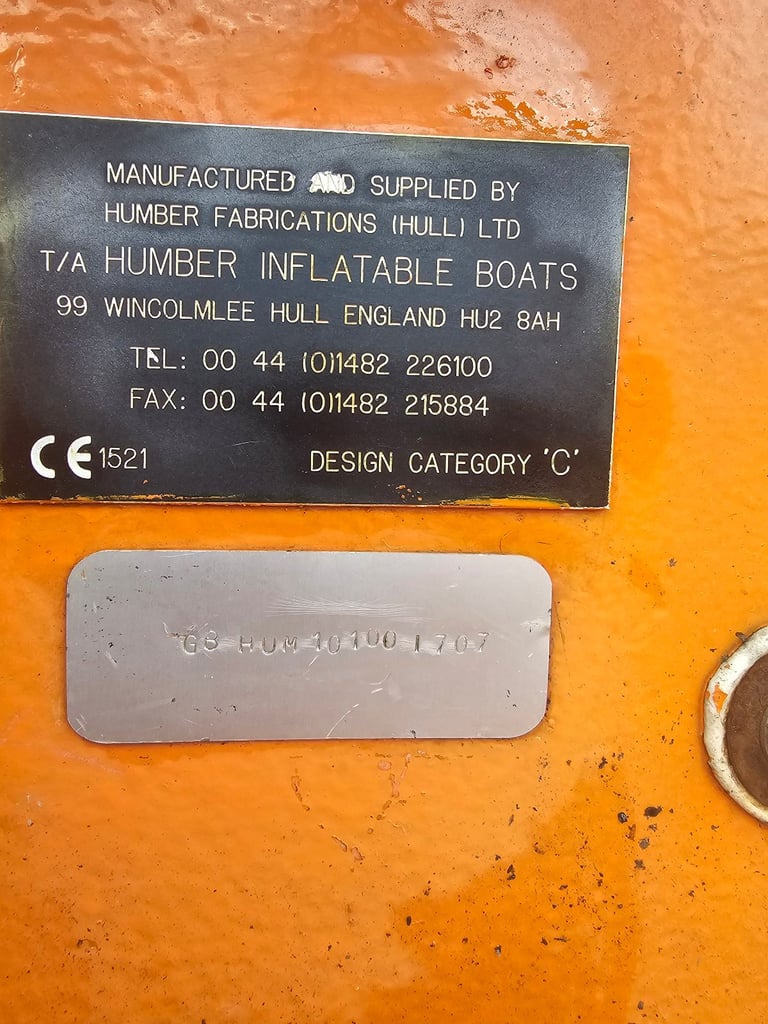 MANUFACTURED AND SUPPLIED BY
HUMBER FABRICATIONS (HULL) LTD
T/A HUMBER INFLATABLE BOATS
99 WINCOLMLEE HULL ENGLAND HU2 8AH
TEL: 00 44 (0)1482 226100
FAX: 00 44 (0)1482 215884
CE 1521 DESIGN CATEGORY 'C'
GB HUM 10100 I707